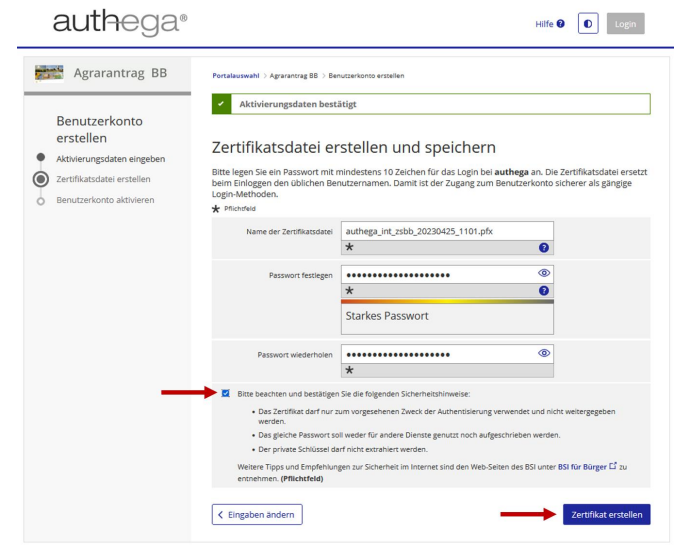 authega®
Hilfe ?
Login
Agrarantrag BB
Portalauswahl > Agrarantrag BB > Benutzerkonto erstellen
Aktivierungsdaten bestätigt
Benutzerkonto
erstellen
Aktivierungsdaten eingeben
Zertifikatsdatei erstellen
Benutzerkonto aktivieren
Zertifikatsdatei erstellen und speichern
Bitte legen Sie ein Passwort mit mindestens 10 Zeichen für das Login bei authega an. Die Zertifikatsdatei ersetzt
beim Einloggen den üblichen Benutzernamen. Damit ist der Zugang zum Benutzerkonto sicherer als gängige
Login-Methoden.
* Pflichtfeld
Name der Zertifikatsdatei authega_int_zsbb_20230425_1101.pfx
* ?
Passwort festlegen ••••••••••••••••••••
* ?
Starkes Passwort
Passwort wiederholen ••••••••••••••••••••
*
Bitte beachten und bestätigen Sie die folgenden Sicherheitshinweise:
• Das Zertifikat darf nur zum vorgesehenen Zweck der Authentisierung verwendet und nicht weitergegeben
werden.
• Das gleiche Passwort soll weder für andere Dienste genutzt noch aufgeschrieben werden.
• Der private Schlüssel darf nicht extrahiert werden.
Weitere Tipps und Empfehlungen zur Sicherheit im Internet sind den Web-Seiten des BSI unter BSI für Bürger zu
entnehmen. (Pflichtfeld)
< Eingaben ändern
Zertifikat erstellen